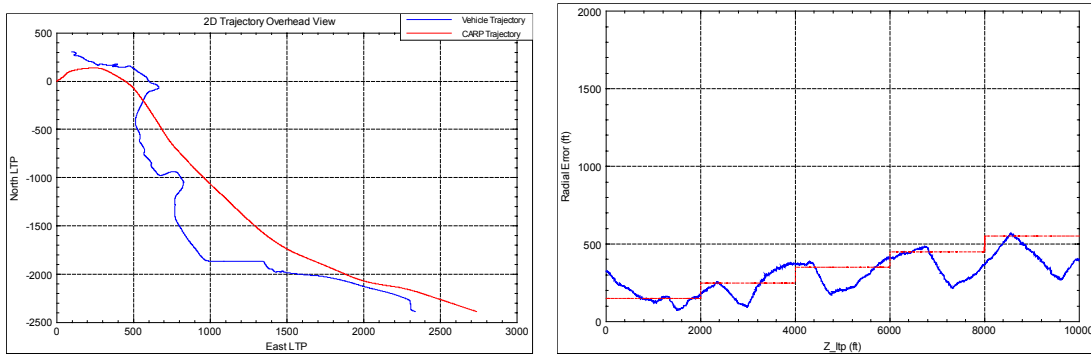 2D Trajectory Overhead View
Vehicle Trajectory
CARP Trajectory
500
0
-500
-1000
-1500
-2000
-2500
North LTP
0 500 1000 1500 2000 2500 3000
East LTP
2000
1500
1000
500
0
Radial Error (ft)
0 2000 4000 6000 8000 10000
Z_ltp (ft)